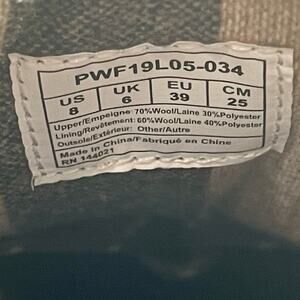 PWF19L05-034
US UK EU CM
8 6 39 25
Upper/Empeigne: 70%Wool/Laine 30%Polyester
Lining/Revêtement: 60%Wool/Laine 40%Polyester
Outsole/Extérieur: Other/Autre
Made in China/Fabriqué en Chine
RN 144021